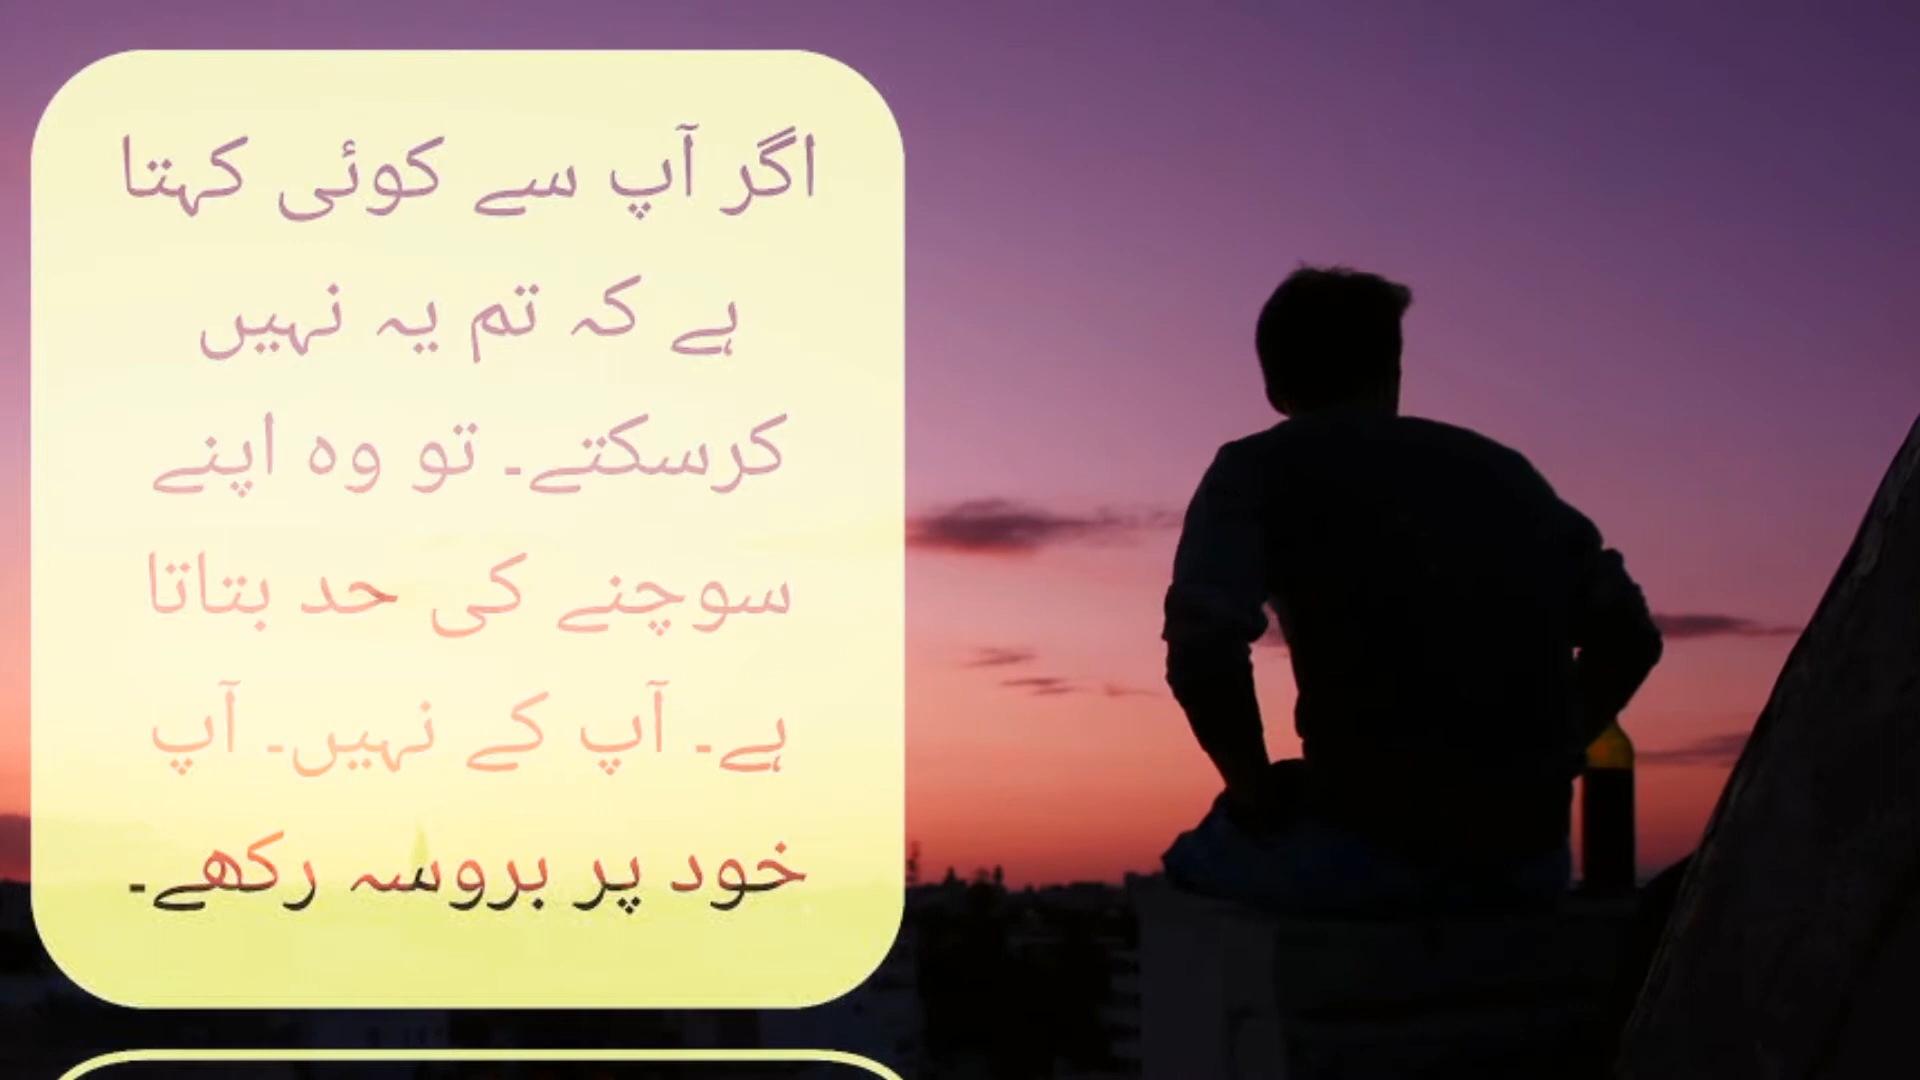 اگر آپ سے کوئی کہتا
ہے کہ تم یہ نہیں
کرسکتے۔ تو وہ اپنے
سوچنے کی حد بتاتا
ہے۔ آپ کے نہیں۔ آپ
خود پر بروسہ رکھے۔